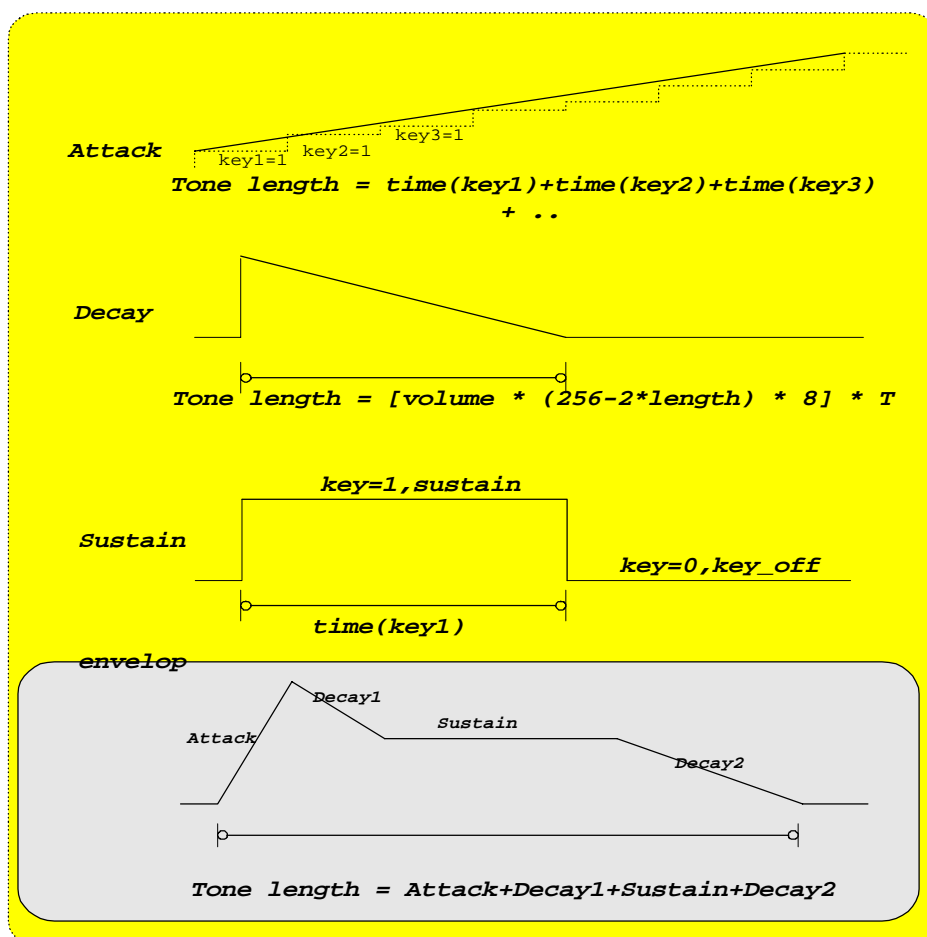 Attack
key1=1
key2=1
key3=1
Tone length = time(key1)+time(key2)+time(key3)
+ ..
Decay
Tone length = [volume * (256-2*length) * 8] * T
key=1,sustain
Sustain
key=0,key_off
time(key1)
envelop
Decay1
Sustain
Attack
Decay2
Tone length = Attack+Decay1+Sustain+Decay2